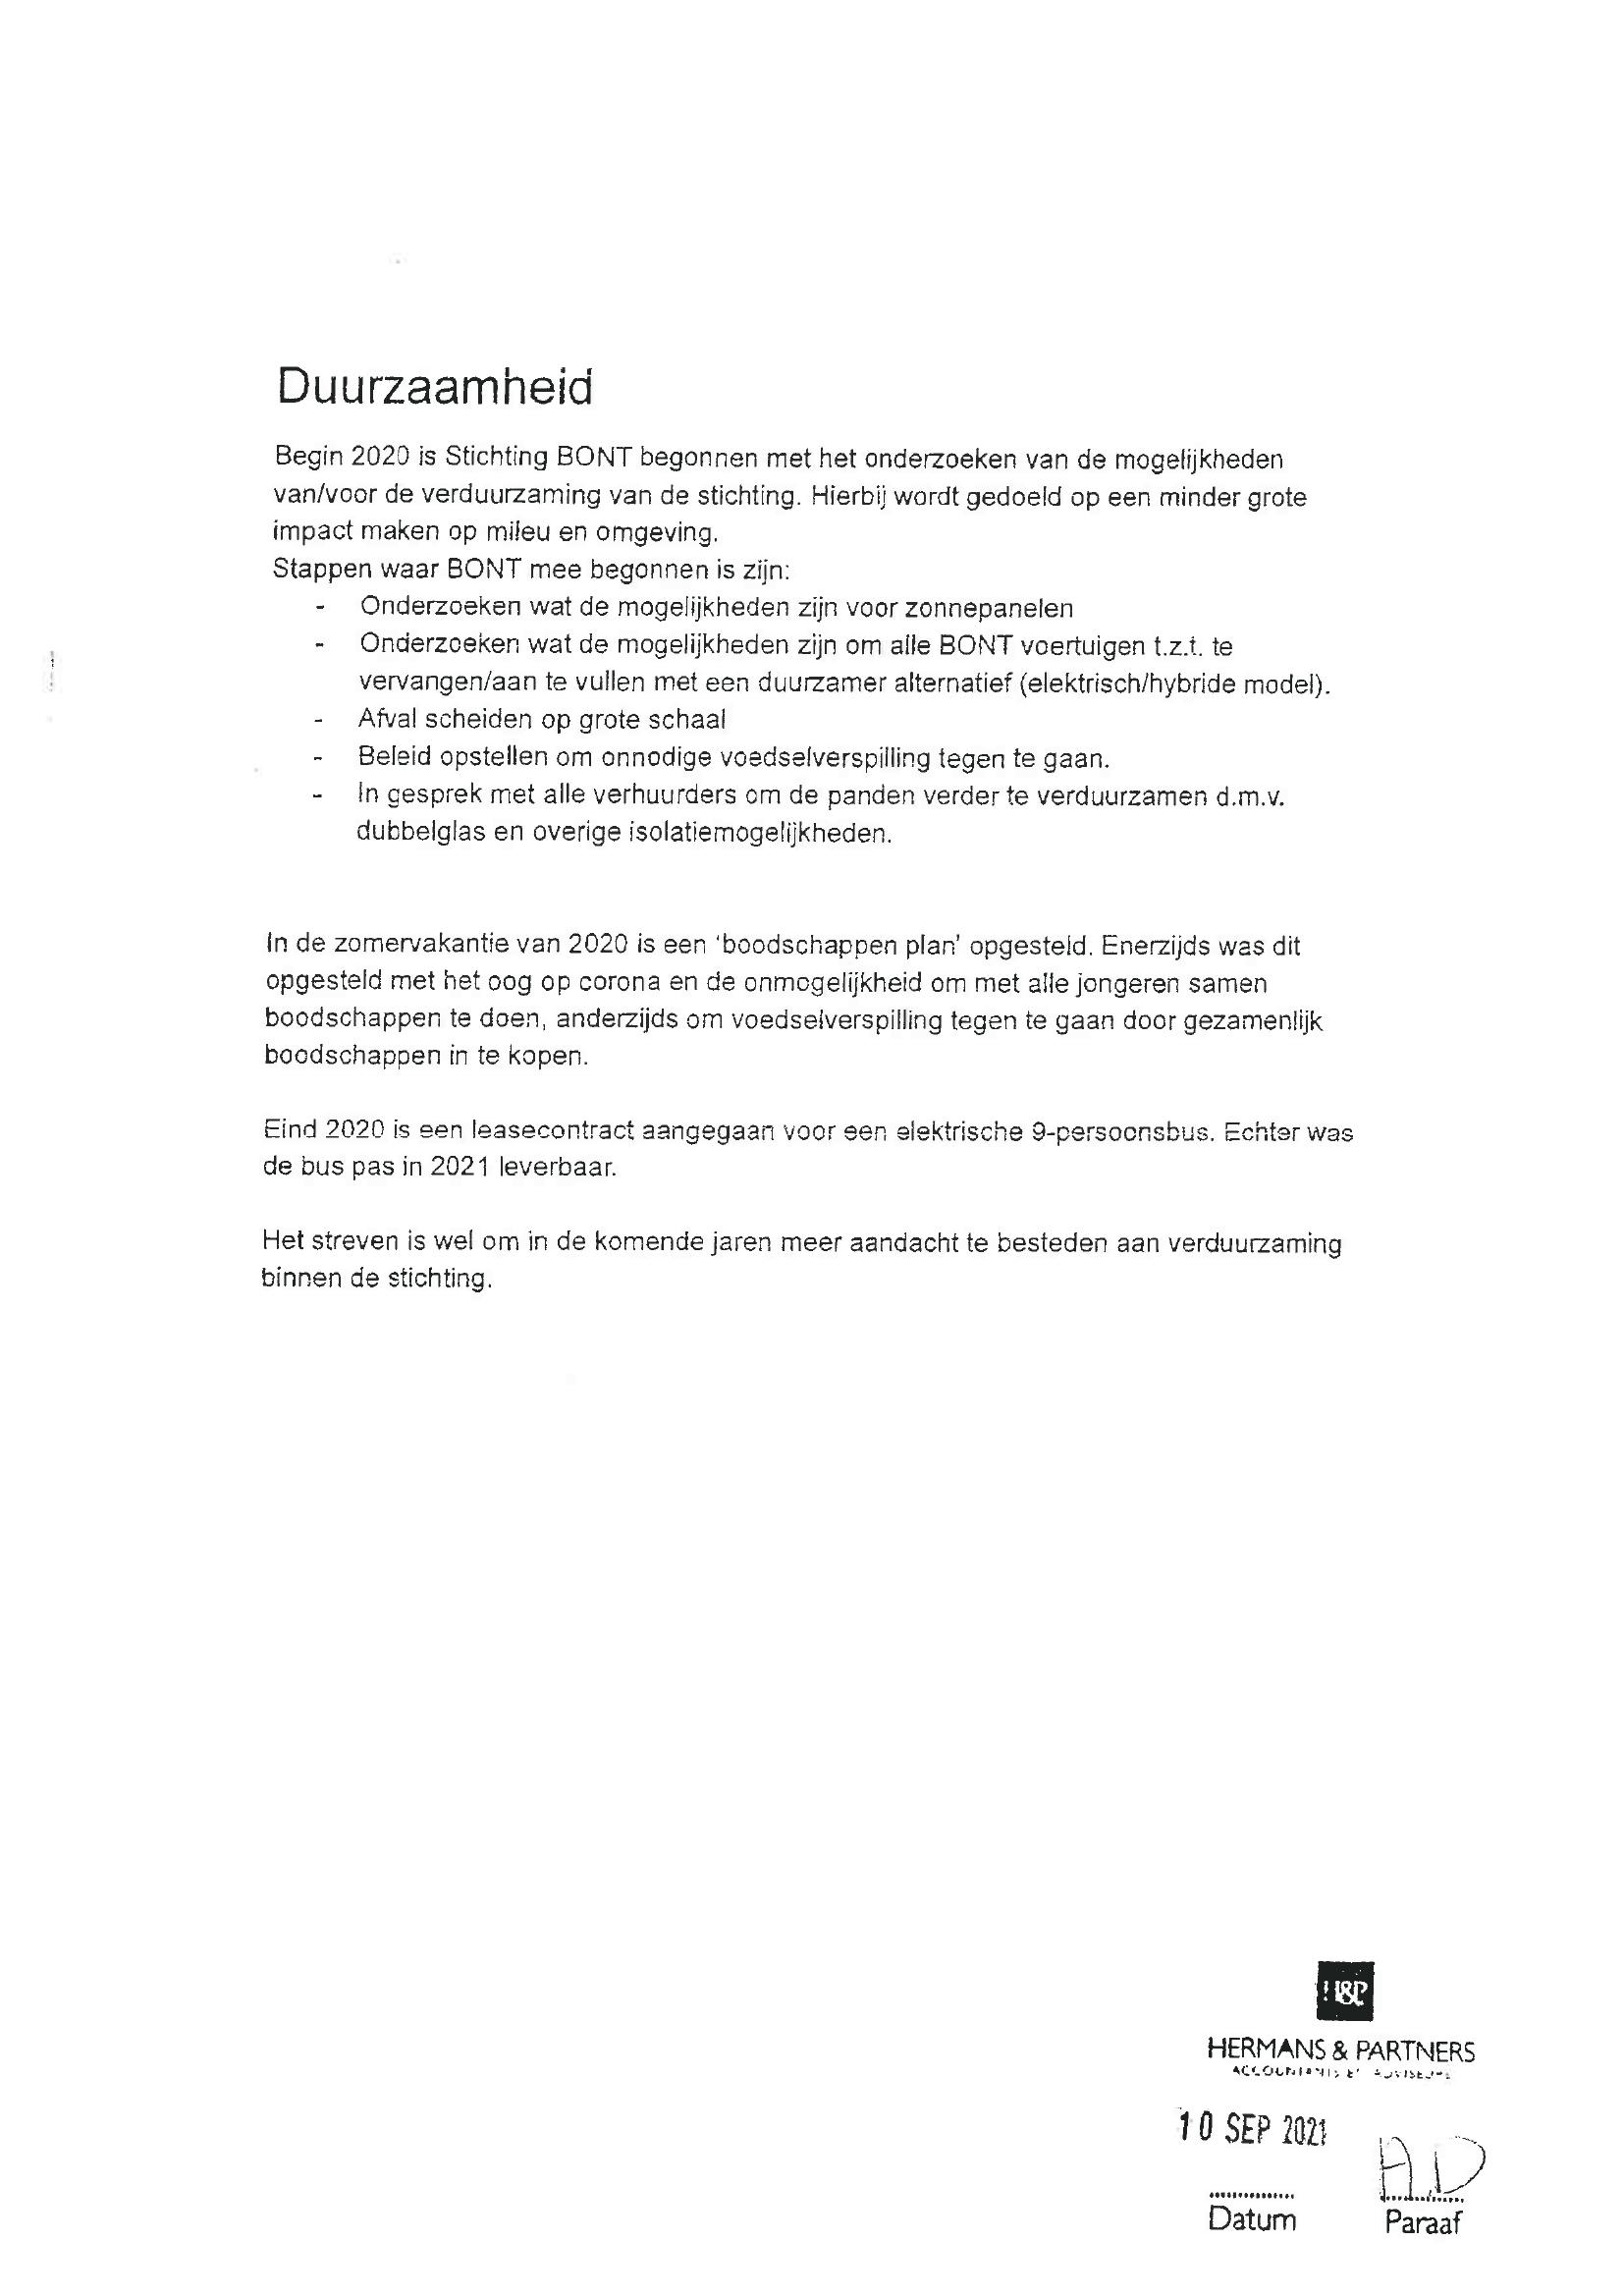 Duurzaamheid
Begin 2020 is Stichting BONT begonnen met het onderzoeken van de mogelijkheden
van/voor de verduurzaming van de stichting. Hierbij wordt gedoeld op een minder grote
impact maken op mileu en omgeving.
Stappen waar BONT mee begonnen is zijn:
- Onderzoeken wat de mogelijkheden zijn voor zonnepanelen
- Onderzoeken wat de mogelijkheden zijn om alle BONT voertuigen t.z.t. te
vervangen/aan te vullen met een duurzamer alternatief (elektrisch/hybride model).
- Afval scheiden op grote schaal
- Beleid opstellen om onnodige voedselverspilling tegen te gaan.
- In gesprek met alle verhuurders om de panden verder te verduurzamen d.m.v.
dubbelglas en overige isolatiemogelijkheden.
In de zomervakantie van 2020 is een 'boodschappen plan' opgesteld. Enerzijds was dit
opgesteld met het oog op corona en de onmogelijkheid om met alle jongeren samen
boodschappen te doen, anderzijds om voedselverspilling tegen te gaan door gezamenlijk
boodschappen in te kopen.
Eind 2020 is een leasecontract aangegaan voor een elektrische 9-persoonsbus. Echter was
de bus pas in 2021 leverbaar.
Het streven is wel om in de komende jaren meer aandacht te besteden aan verduurzaming
binnen de stichting.
H&P
HERMANS & PARTNERS
10 SEP 2021
A.D
Datum Paraaf